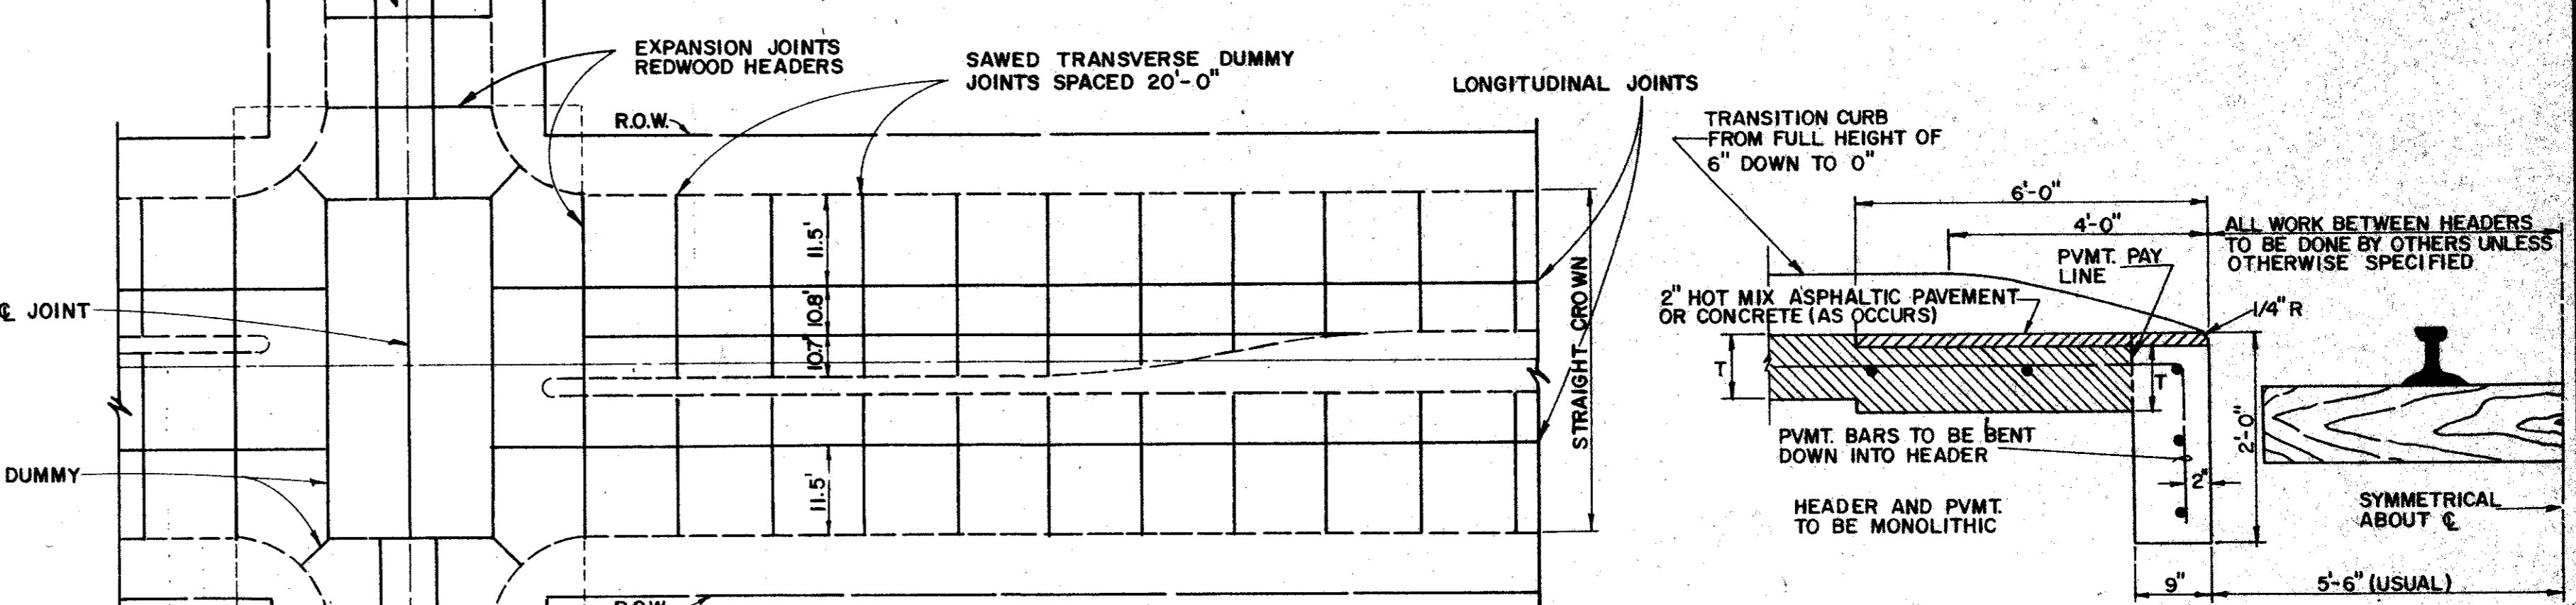 EXPANSION JOINTS
REDWOOD HEADERS
SAWED TRANSVERSE DUMMY
JOINTS SPACED 20'-0"
LONGITUDINAL JOINTS
R.O.W.
11.5'
10.8'
10.7'
℄ JOINT
DUMMY
11.5'
STRAIGHT CROWN
R.O.W.
TRANSITION CURB
FROM FULL HEIGHT OF
6" DOWN TO 0"
6'-0"
4'-0"
ALL WORK BETWEEN HEADERS
TO BE DONE BY OTHERS UNLESS
OTHERWISE SPECIFIED
PVMT. PAY
LINE
2" HOT MIX ASPHALTIC PAVEMENT
OR CONCRETE (AS OCCURS)
1/4" R
T
T
PVMT. BARS TO BE BENT
DOWN INTO HEADER
2'-0"
2"
HEADER AND PVMT.
TO BE MONOLITHIC
SYMMETRICAL
ABOUT ℄
9"
5'-6" (USUAL)